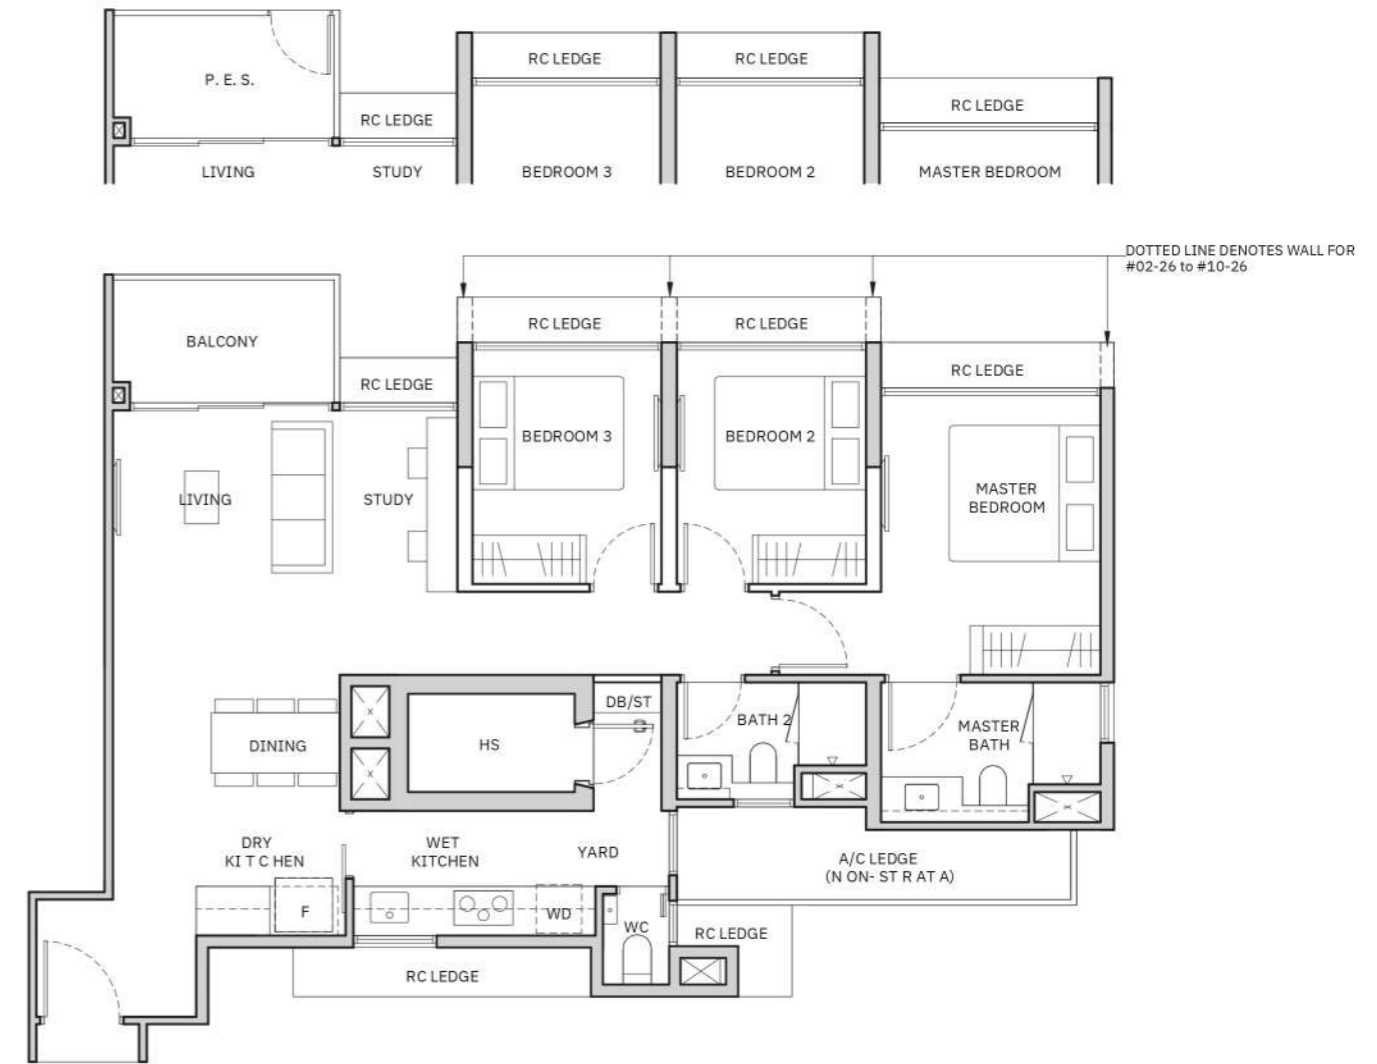 RC LEDGE
RC LEDGE
P. E. S.
RC LEDGE
RC LEDGE
LIVING
STUDY
BEDROOM 3
BEDROOM 2
MASTER BEDROOM
DOTTED LINE DENOTES WALL FOR
#02-26 to #10-26
RC LEDGE
RC LEDGE
BALCONY
RC LEDGE
RC LEDGE
BEDROOM 3
BEDROOM 2
MASTER
BEDROOM
LIVING
STUDY
DB/ST
BATH 2
MASTER
BATH
HS
DINING
DRY
KI T C HEN
WET
KITCHEN
YARD
A/C LEDGE
(N ON- ST R AT A)
F
WD
WC
RC LEDGE
RC LEDGE